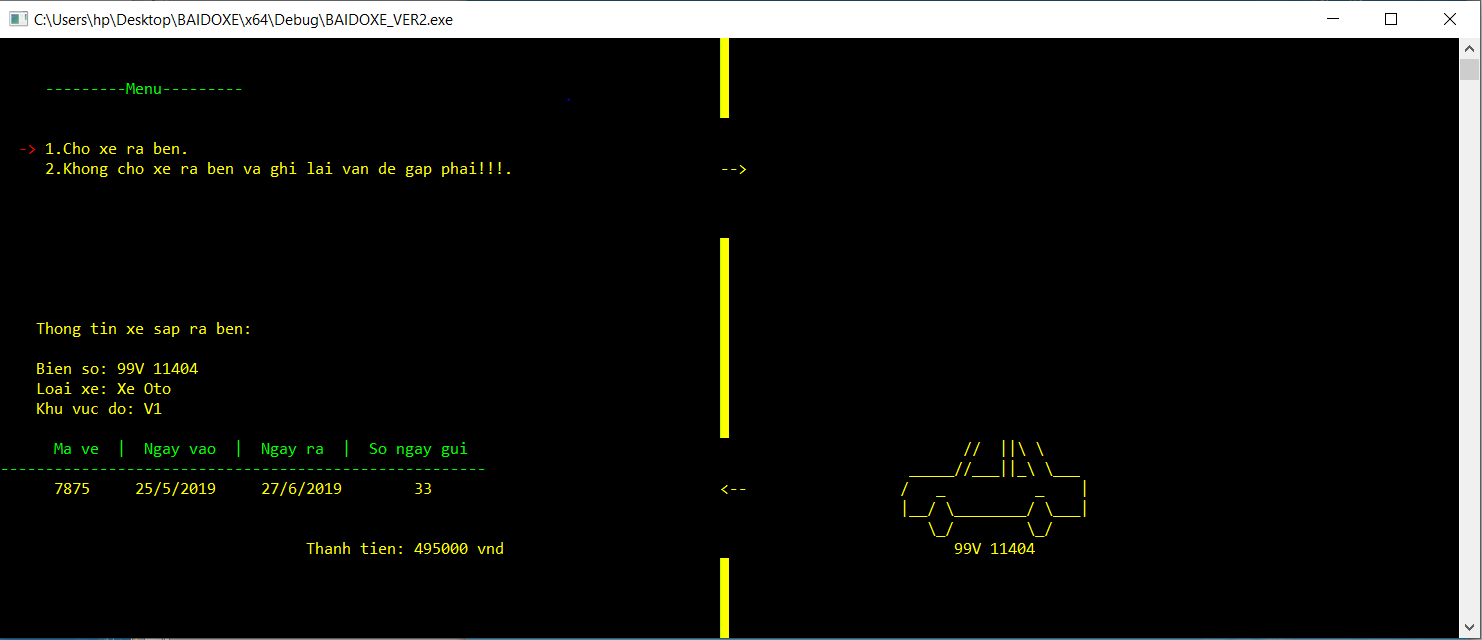 C:\Users\hp\Desktop\BAIDOXE\x64\Debug\BAIDOXE_VER2.exe
---------Menu---------
-> 1.Cho xe ra ben.
2.Khong cho xe ra ben va ghi lai van de gap phai!!!.
-->
Thong tin xe sap ra ben:
Bien so: 99V 11404
Loai xe: Xe Oto
Khu vuc do: V1
Ma ve | Ngay vao | Ngay ra | So ngay gui
------------------------------------------------------
7875 25/5/2019 27/6/2019 33
<--
Thanh tien: 495000 vnd
99V 11404